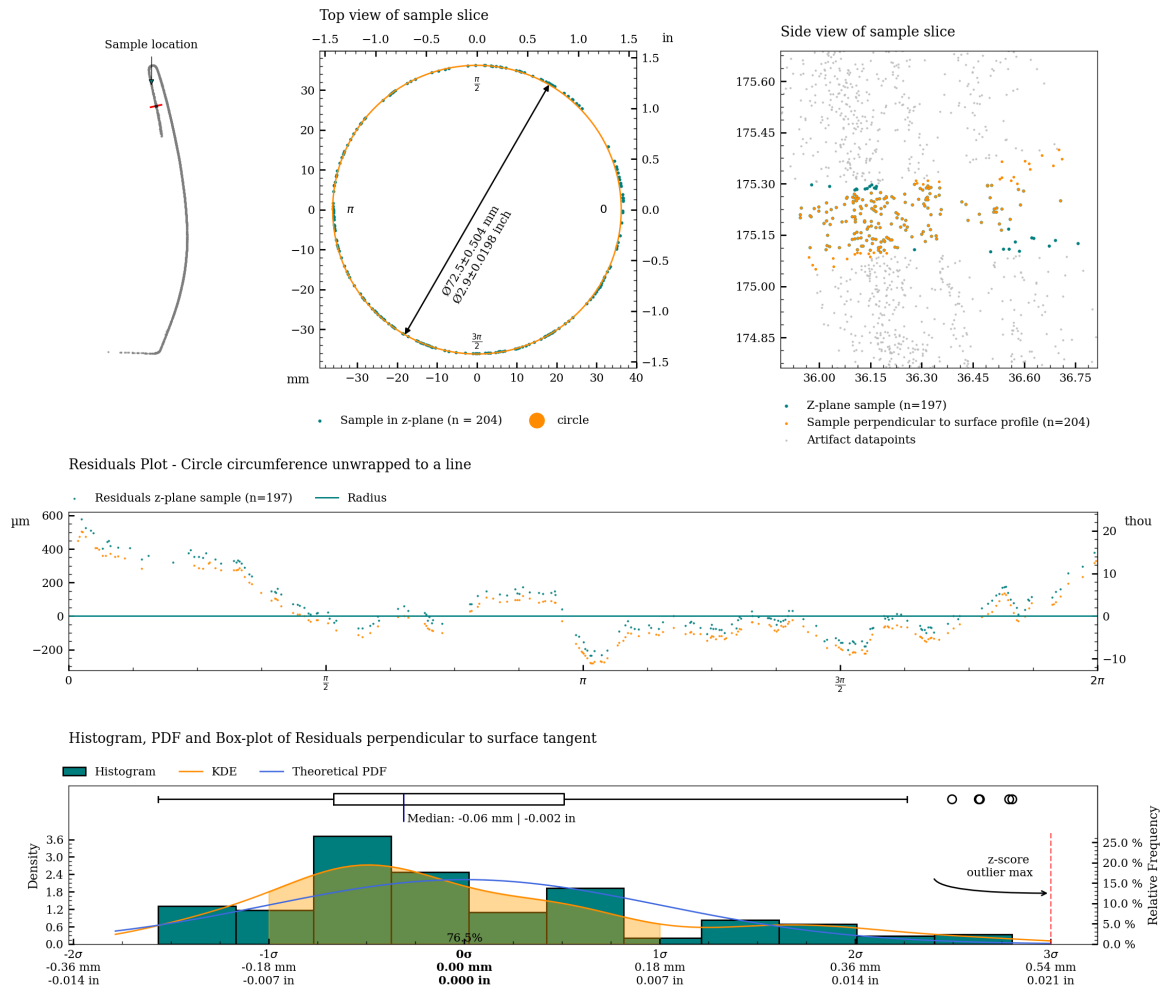 Sample location
Top view of sample slice
−1.5 −1.0 −0.5 0.0 0.5 1.0 1.5 in
30
20
10
0
−10
−20
−30
1.5
1.0
0.5
0.0
−0.5
−1.0
−1.5
π/2
π
0
3π/2
Ø72.5±0.504 mm
Ø2.9±0.0198 inch
mm −30 −20 −10 0 10 20 30 40
Sample in z-plane (n = 204) circle
Side view of sample slice
175.60
175.45
175.30
175.15
175.00
174.85
36.00 36.15 36.30 36.45 36.60 36.75
Z-plane sample (n=197)
Sample perpendicular to surface profile (n=204)
Artifact datapoints
Residuals Plot - Circle circumference unwrapped to a line
Residuals z-plane sample (n=197) Radius
µm
600
400
200
0
−200
thou
20
10
0
−10
0 π/2 π 3π/2 2π
Histogram, PDF and Box-plot of Residuals perpendicular to surface tangent
Histogram KDE Theoretical PDF
Median: -0.06 mm | -0.002 in
Density
3.6
3.0
2.4
1.8
1.2
0.6
0.0
Relative Frequency
25.0 %
20.0 %
15.0 %
10.0 %
5.0 %
0.0 %
z-score
outlier max
76.5%
-2σ -1σ 0σ 1σ 2σ 3σ
-0.36 mm -0.18 mm 0.00 mm 0.18 mm 0.36 mm 0.54 mm
-0.014 in -0.007 in 0.000 in 0.007 in 0.014 in 0.021 in